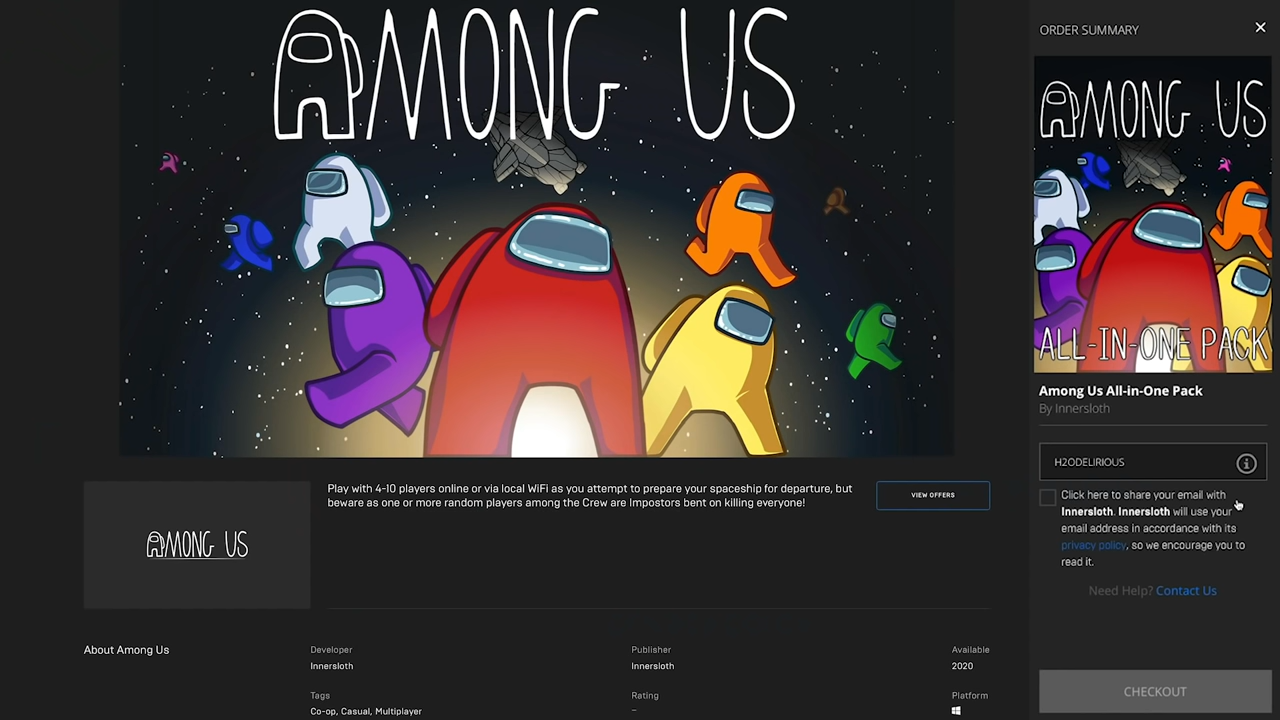 AMONG US
ORDER SUMMARY
AMONG US
ALL-IN-ONE PACK
Among Us All-in-One Pack
By Innersloth
H2ODELIRIOUS
Click here to share your email with
Innersloth. Innersloth will use your
email address in accordance with its
privacy policy, so we encourage you to
read it.
Need Help? Contact Us
CHECKOUT
AMONG US
Play with 4-10 players online or via local WiFi as you attempt to prepare your spaceship for departure, but
beware as one or more random players among the Crew are Impostors bent on killing everyone!
VIEW OFFERS
About Among Us
Developer
Innersloth
Publisher
Innersloth
Available
2020
Tags
Co-op, Casual, Multiplayer
Rating
–
Platform